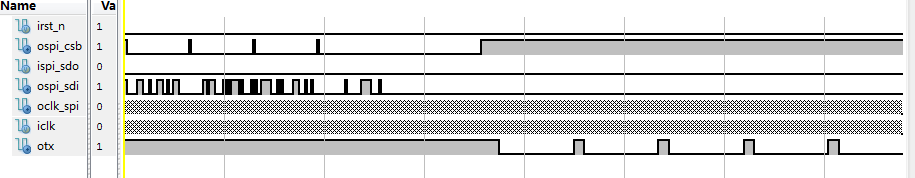 Name Va
irst_n 1
ospi_csb 1
ispi_sdo 0
ospi_sdi 1
oclk_spi 0
iclk 0
otx 1